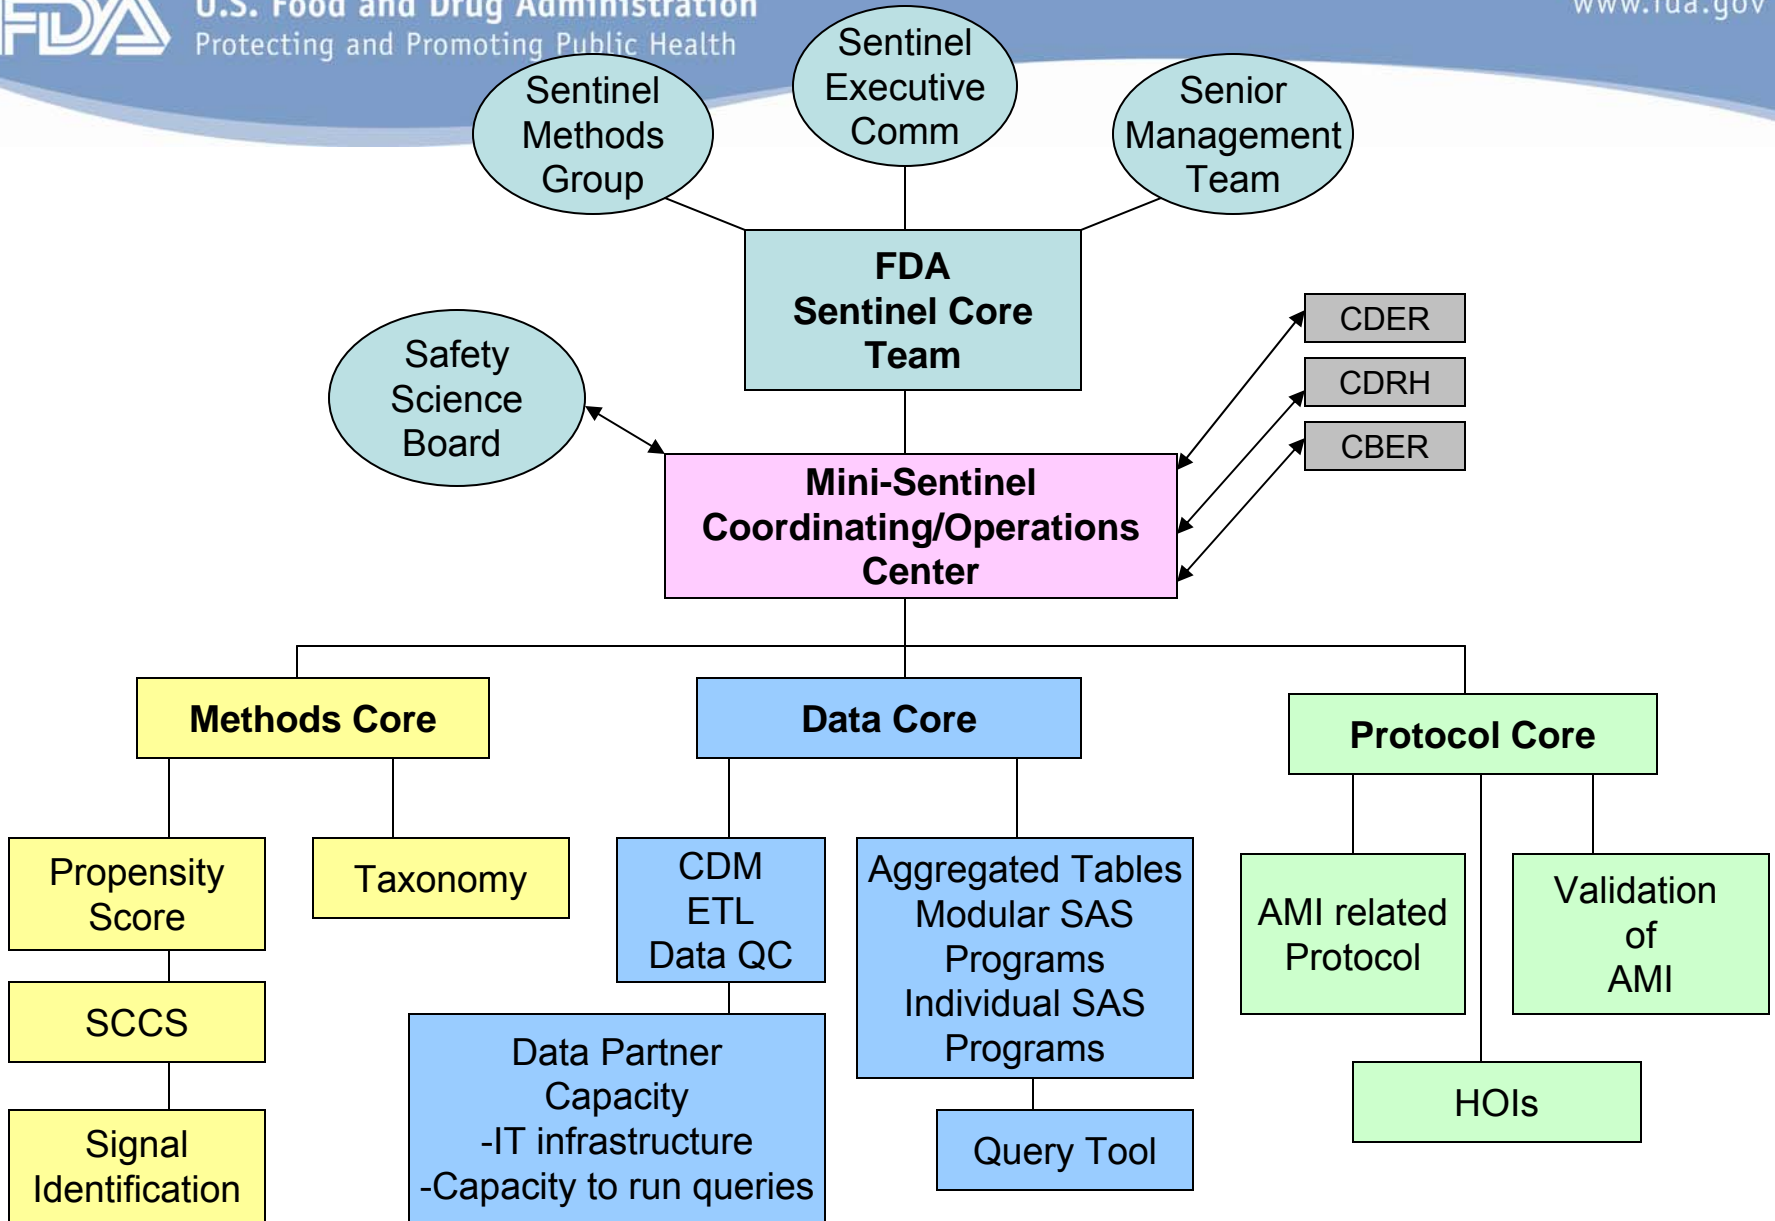 FDA
U.S. Food and Drug Administration
Protecting and Promoting Public Health
www.fda.gov
Sentinel
Methods
Group
Sentinel
Executive
Comm
Senior
Management
Team
FDA
Sentinel Core
Team
Safety
Science
Board
CDER
CDRH
CBER
Mini-Sentinel
Coordinating/Operations
Center
Methods Core
Data Core
Protocol Core
Propensity
Score
Taxonomy
SCCS
Signal
Identification
CDM
ETL
Data QC
Data Partner
Capacity
-IT infrastructure
-Capacity to run queries
Aggregated Tables
Modular SAS
Programs
Individual SAS
Programs
Query Tool
AMI related
Protocol
Validation
of
AMI
HOIs